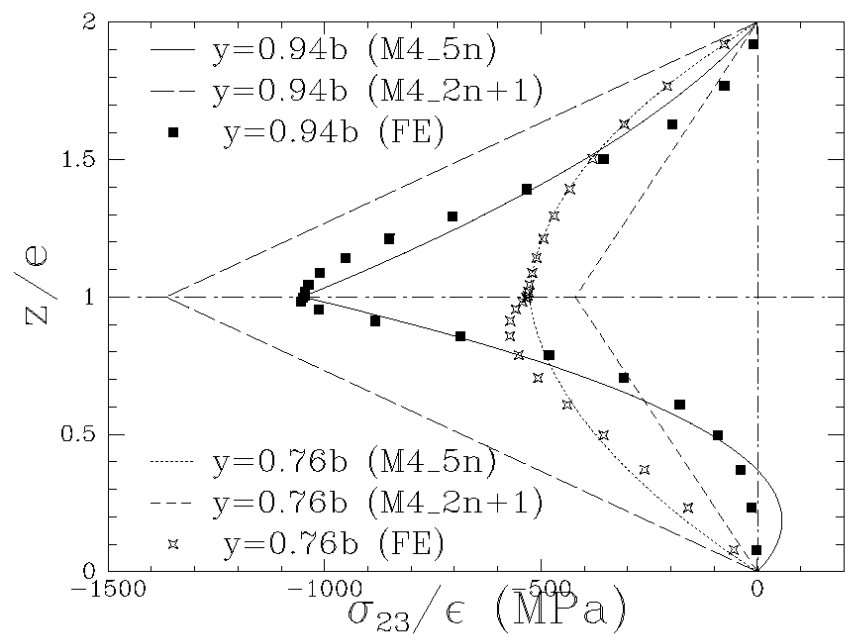 2
y=0.94b (M4_5n)
y=0.94b (M4_2n+1)
y=0.94b (FE)
1.5
z/e
1
0.5
y=0.76b (M4_5n)
y=0.76b (M4_2n+1)
y=0.76b (FE)
0
-1500 -1000 -500 0
σ23/ϵ (MPa)